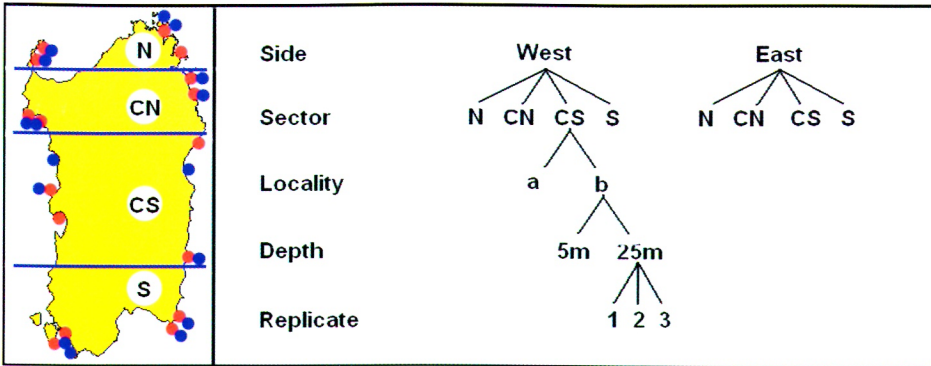 N
CN
CS
S
Side West East
Sector N CN CS S N CN CS S
Locality a b
Depth 5m 25m
Replicate 1 2 3